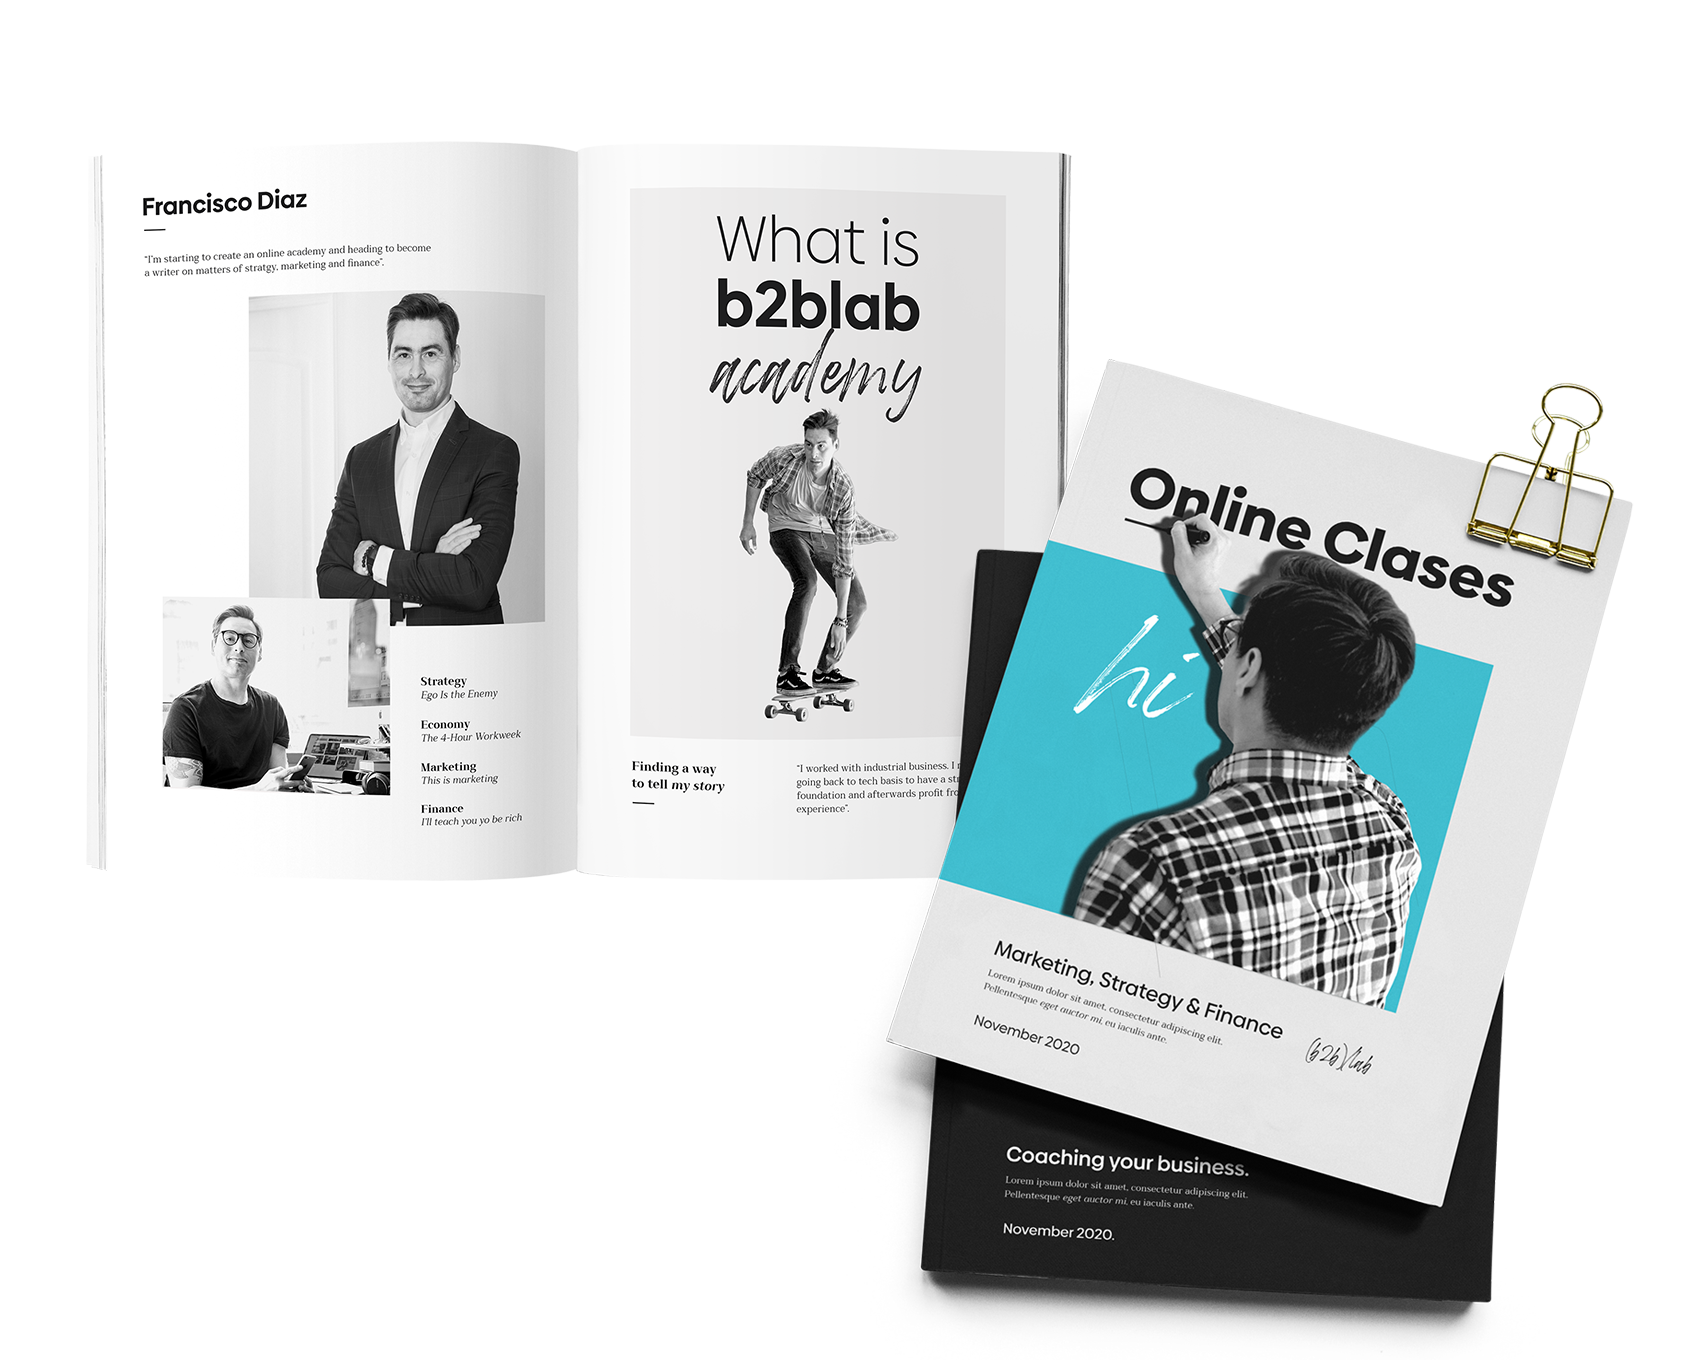 Francisco Diaz
“I'm starting to create an online academy and heading to become
a writer on matters of stratgy, marketing and finance”.
Strategy
Ego Is the Enemy
Economy
The 4-Hour Workweek
Marketing
This is marketing
Finance
I'll teach you yo be rich
What is
b2blab
academy
Finding a way
to tell my story
“I worked with industrial business. I
going back to tech basis to have a
foundation and afterwards profit
experience”.
Online Clases
hi
Marketing, Strategy & Finance
Lorem ipsum dolor sit amet, consectetur adipiscing elit.
Pellentesque eget auctor mi, eu iaculis ante.
November 2020
(b2b)lab
Coaching your business.
Lorem ipsum dolor sit amet, consectetur adipiscing elit.
Pellentesque eget auctor mi, eu iaculis ante.
November 2020.